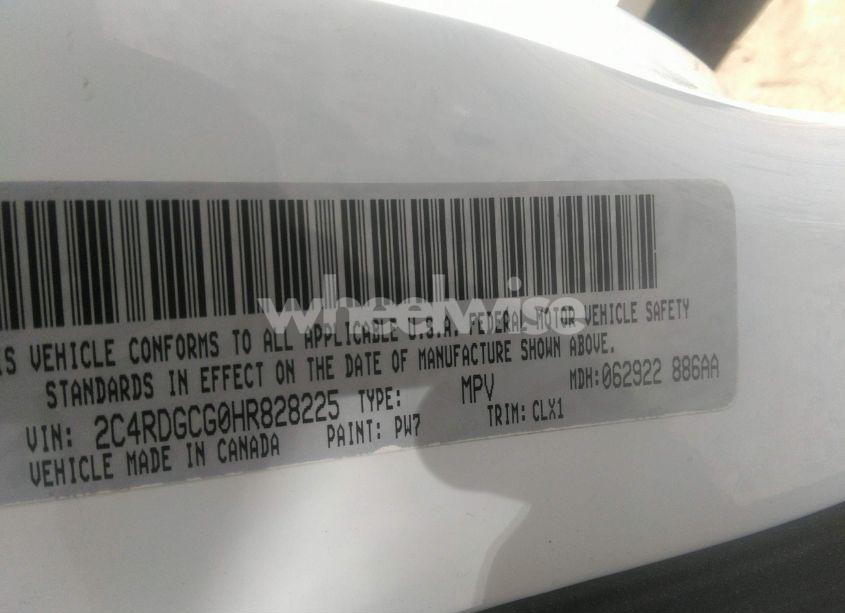 wheelwise
IS VEHICLE CONFORMS TO ALL APPLICABLE U.S.A. FEDERAL MOTOR VEHICLE SAFETY
STANDARDS IN EFFECT ON THE DATE OF MANUFACTURE SHOWN ABOVE.
VIN: 2C4RDGCG0HR828225 TYPE: MPV MDH: 062922 886AA
VEHICLE MADE IN CANADA PAINT: PW7 TRIM: CLX1